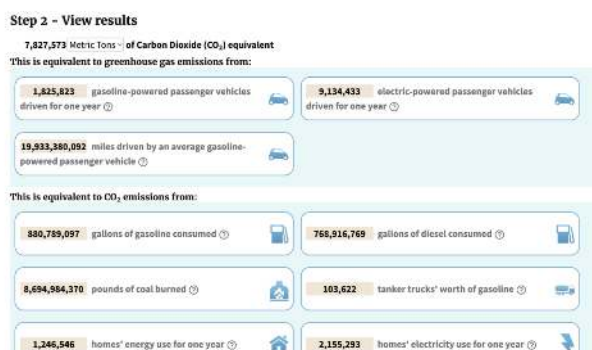 Step 2 – View results
7,827,573 Metric Tons of Carbon Dioxide (CO₂) equivalent
This is equivalent to greenhouse gas emissions from:
1,825,823 gasoline-powered passenger vehicles
driven for one year ?
9,134,433 electric-powered passenger vehicles
driven for one year ?
19,933,380,092 miles driven by an average gasoline-
powered passenger vehicle ?
This is equivalent to CO₂ emissions from:
880,789,097 gallons of gasoline consumed ?
768,916,769 gallons of diesel consumed ?
8,694,984,370 pounds of coal burned ?
103,622 tanker trucks' worth of gasoline ?
1,246,546 homes' energy use for one year ?
2,155,293 homes' electricity use for one year ?